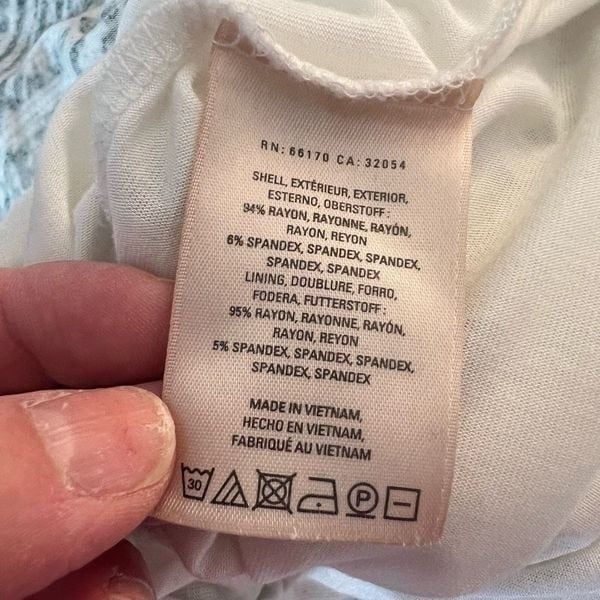 RN: 66170 CA: 32054
SHELL, EXTÉRIEUR, EXTERIOR,
ESTERNO, OBERSTOFF:
94% RAYON, RAYONNE, RAYÓN,
RAYON, REYON
6% SPANDEX, SPANDEX, SPANDEX,
SPANDEX, SPANDEX
LINING, DOUBLURE, FORRO,
FODERA, FUTTERSTOFF:
95% RAYON, RAYONNE, RAYÓN,
RAYON, REYON
5% SPANDEX, SPANDEX, SPANDEX,
SPANDEX, SPANDEX
MADE IN VIETNAM,
HECHO EN VIETNAM,
FABRIQUÉ AU VIETNAM
30 P